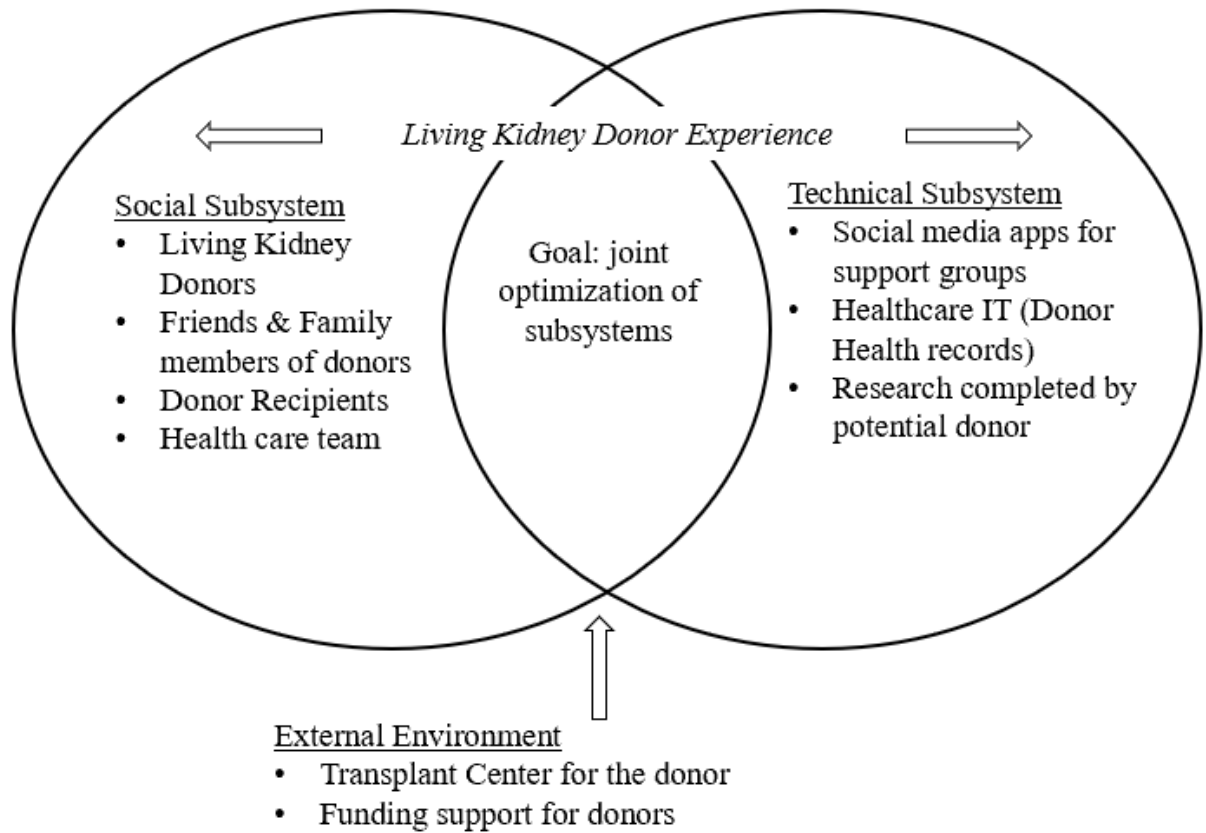 Living Kidney Donor Experience
Social Subsystem
• Living Kidney
Donors
• Friends & Family
members of donors
• Donor Recipients
• Health care team
Goal: joint
optimization of
subsystems
Technical Subsystem
• Social media apps for
support groups
• Healthcare IT (Donor
Health records)
• Research completed by
potential donor
External Environment
• Transplant Center for the donor
• Funding support for donors